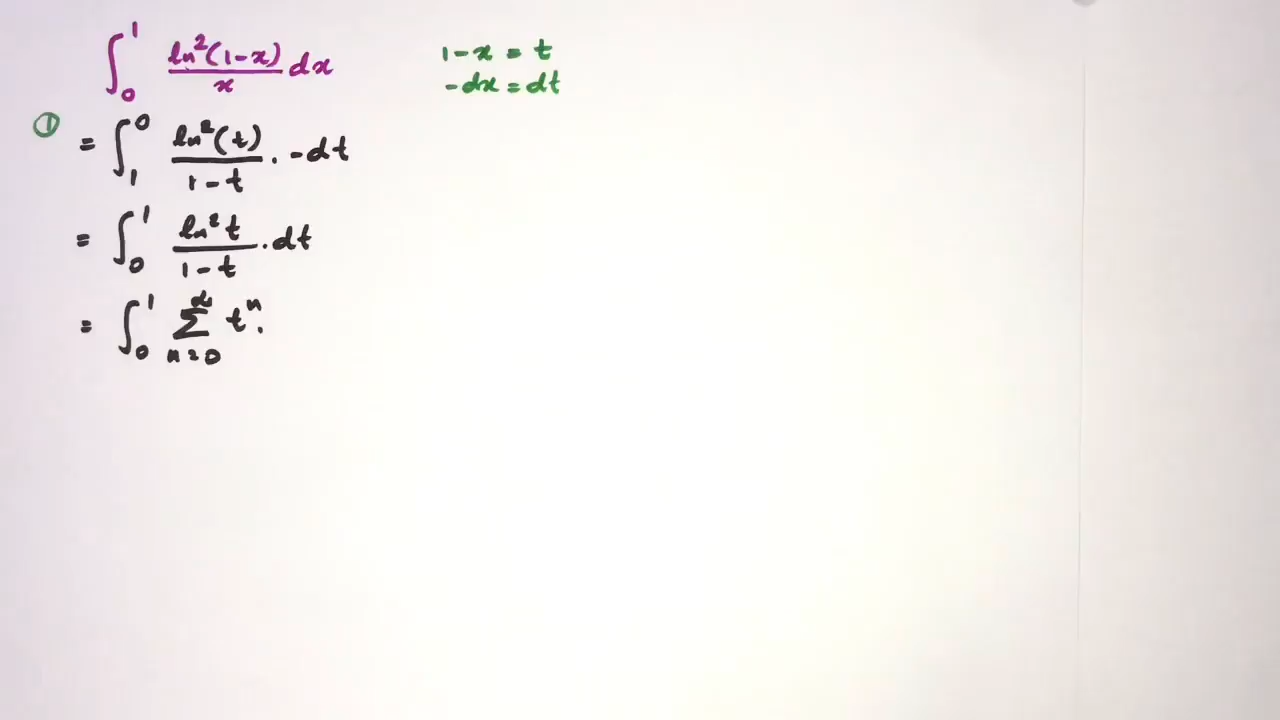 ∫₀¹ ln²(1-x)/x dx
1-x = t
-dx = dt
①
= ∫₁⁰ ln²(t)/(1-t) . -dt
= ∫₀¹ ln²t/(1-t) . dt
= ∫₀¹ ∑_{n=0}^{∞} tⁿ .